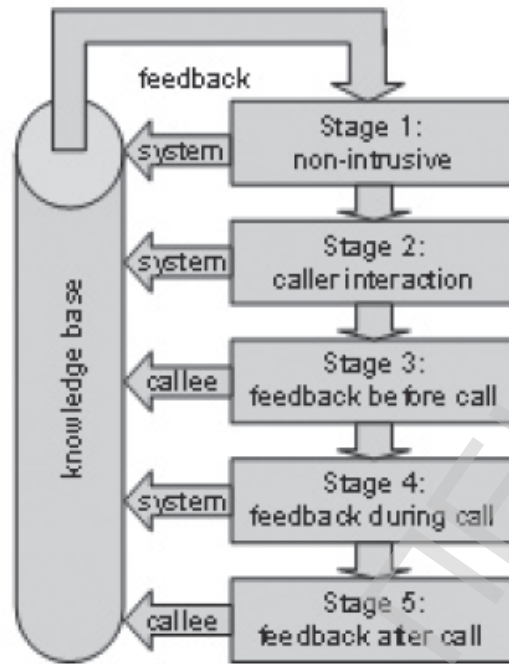 feedback
Stage 1:
non-intrusive
system
Stage 2:
caller interaction
system
Stage 3:
feedback before call
callee
Stage 4:
feedback during call
system
Stage 5:
feedback after call
callee
knowledge base